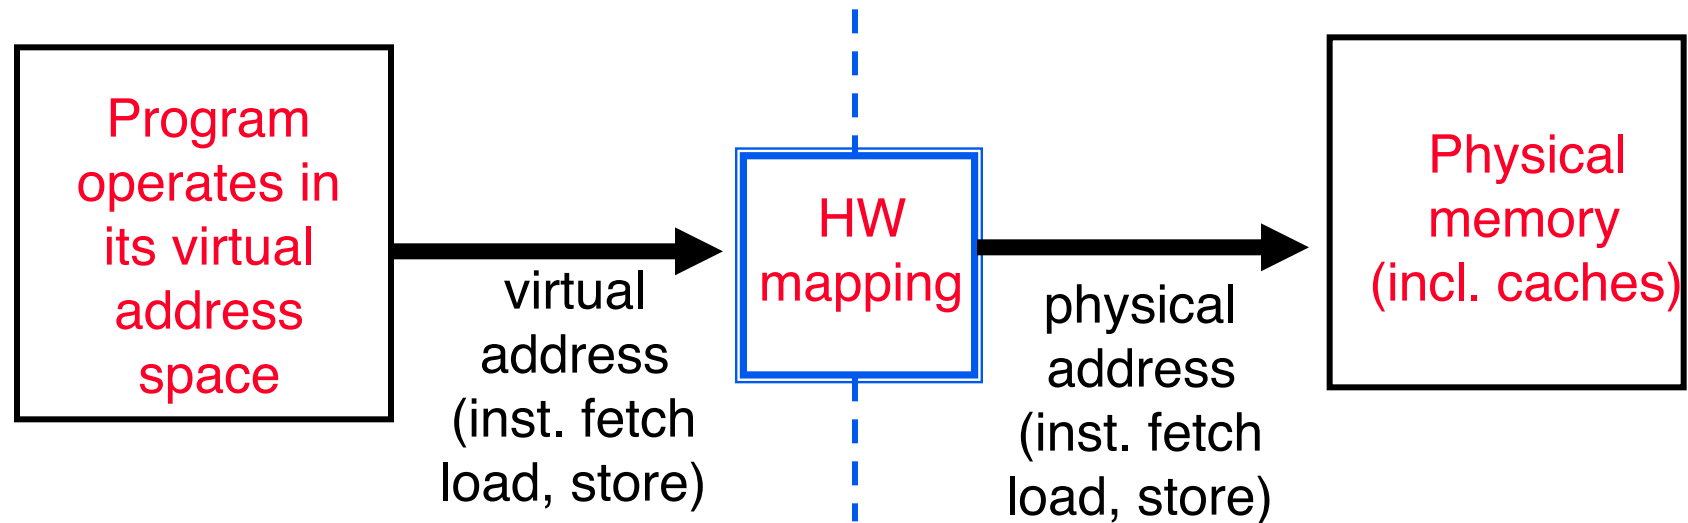 Program
operates in
its virtual
address
space
virtual
address
(inst. fetch
load, store)
HW
mapping
physical
address
(inst. fetch
load, store)
Physical
memory
(incl. caches)